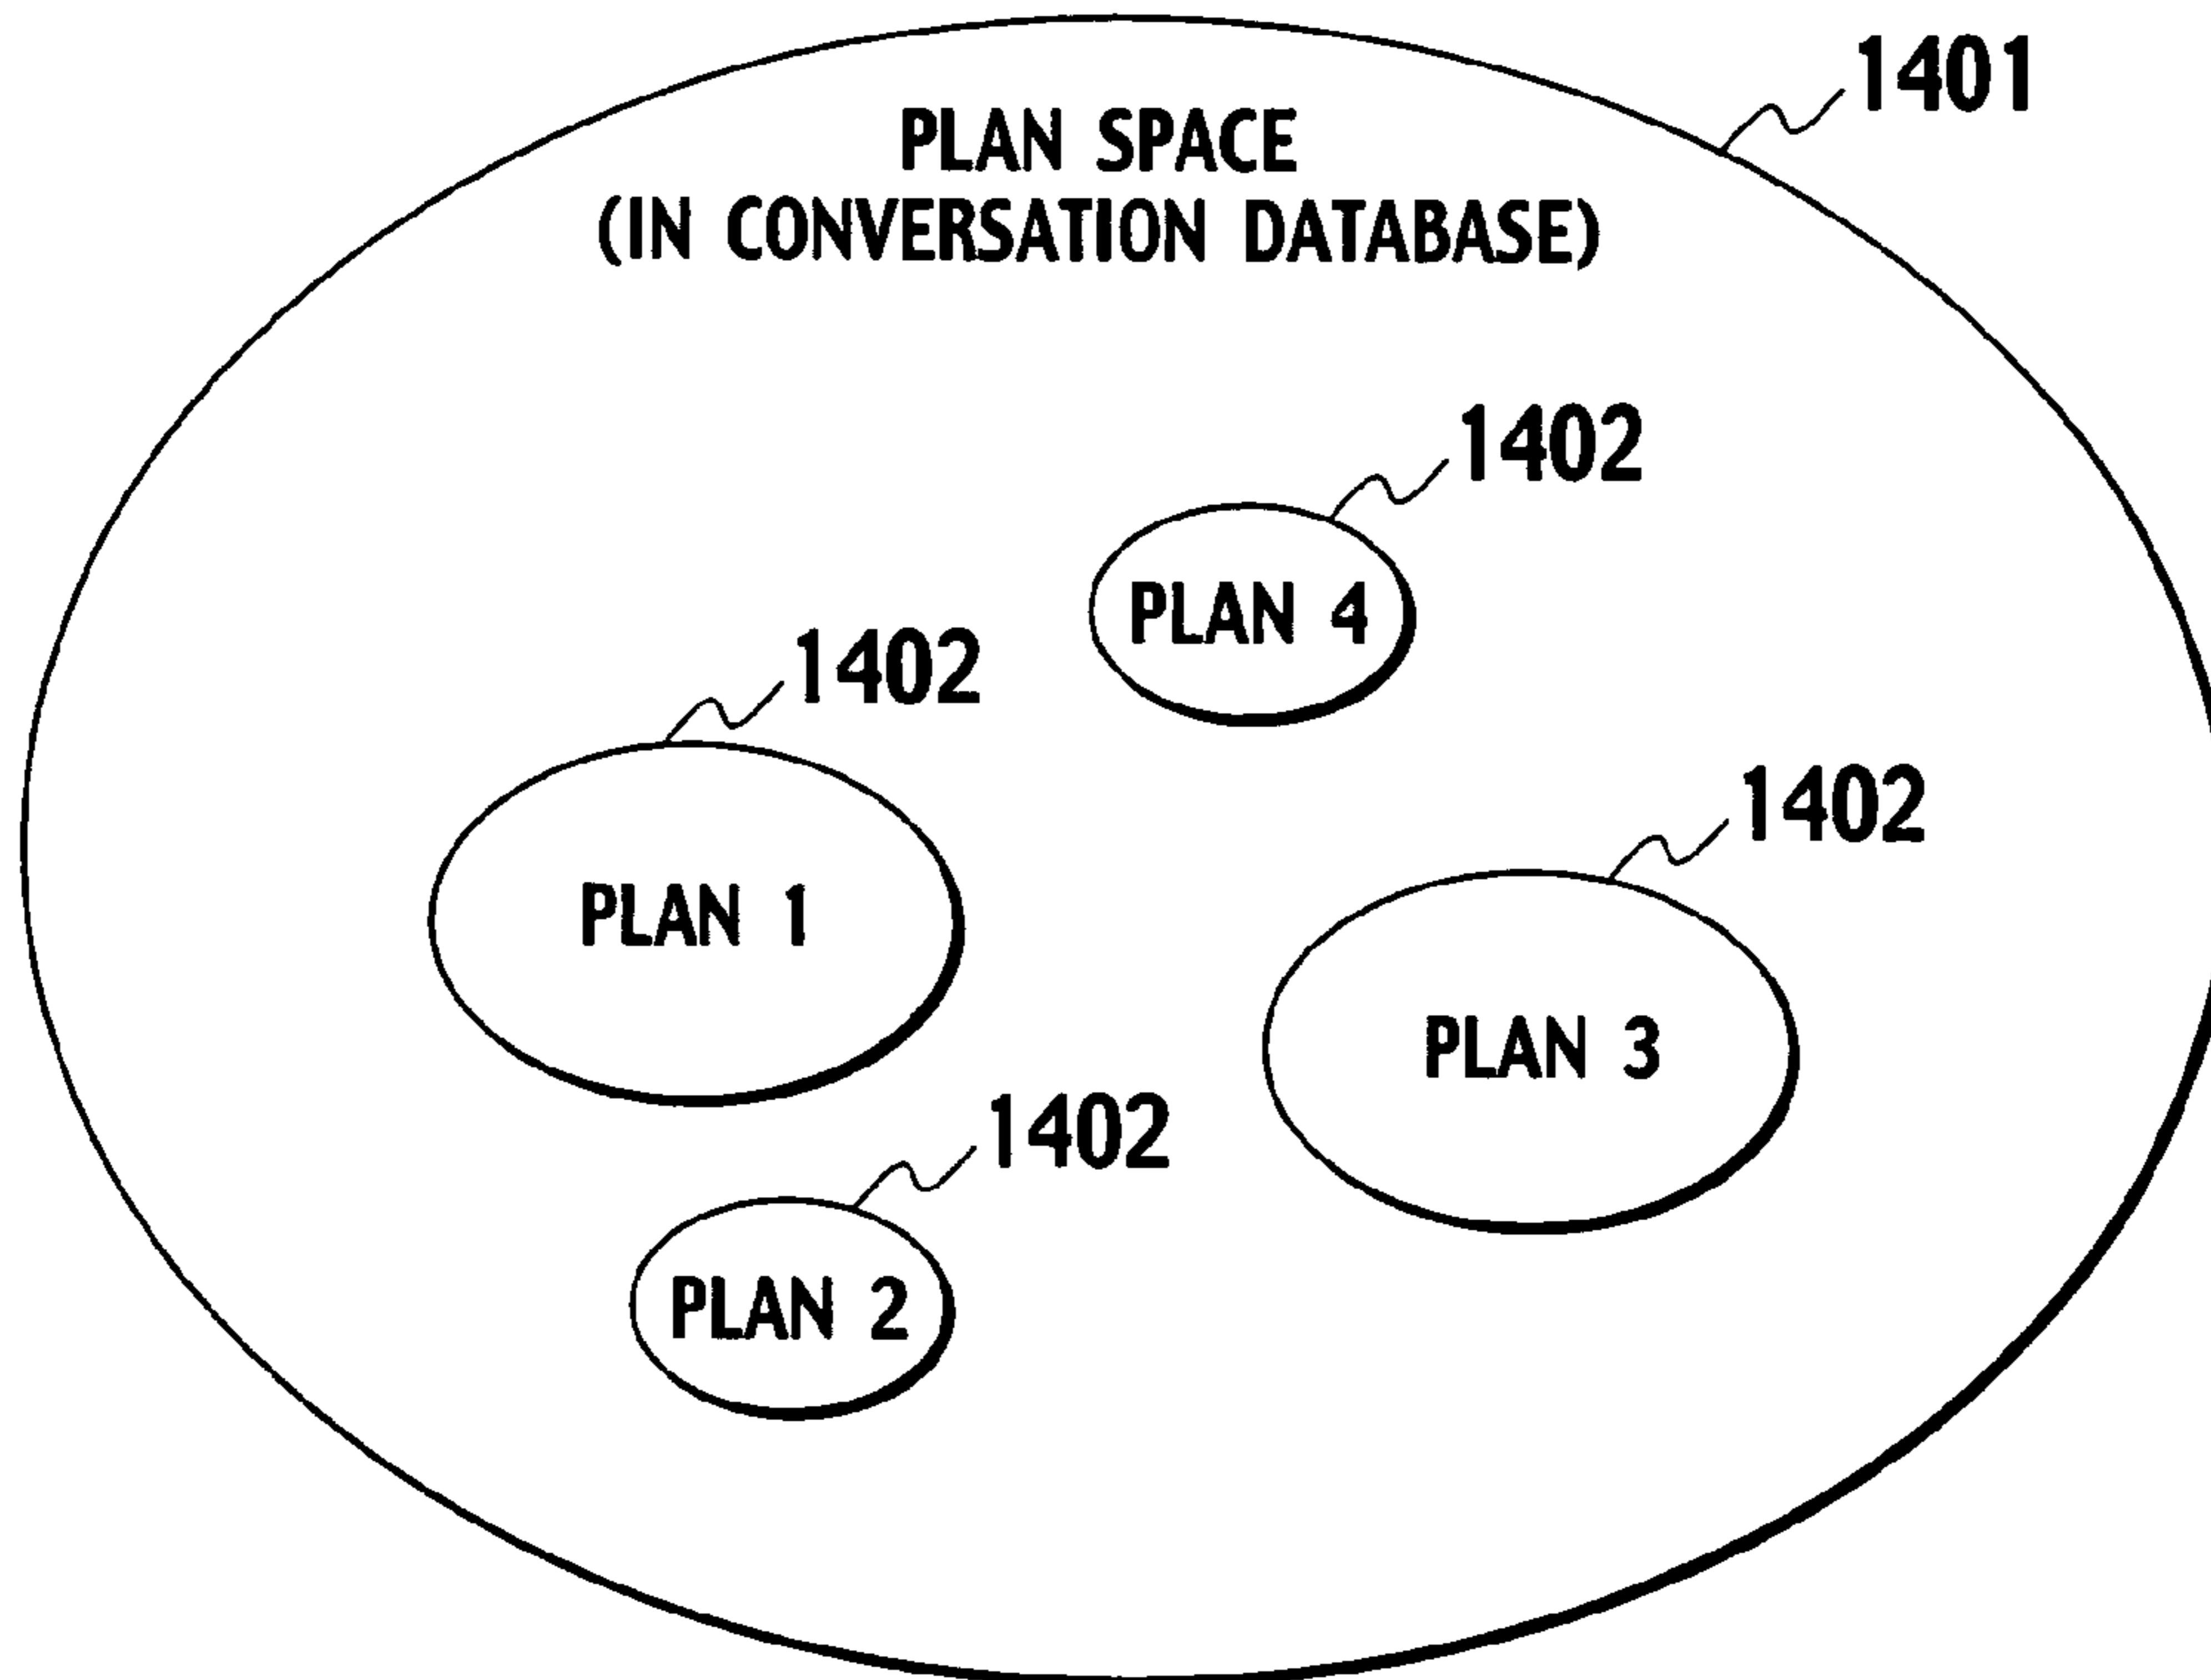 1401
PLAN SPACE
(IN CONVERSATION DATABASE)
1402
PLAN 4
1402
PLAN 1
1402
PLAN 3
1402
PLAN 2